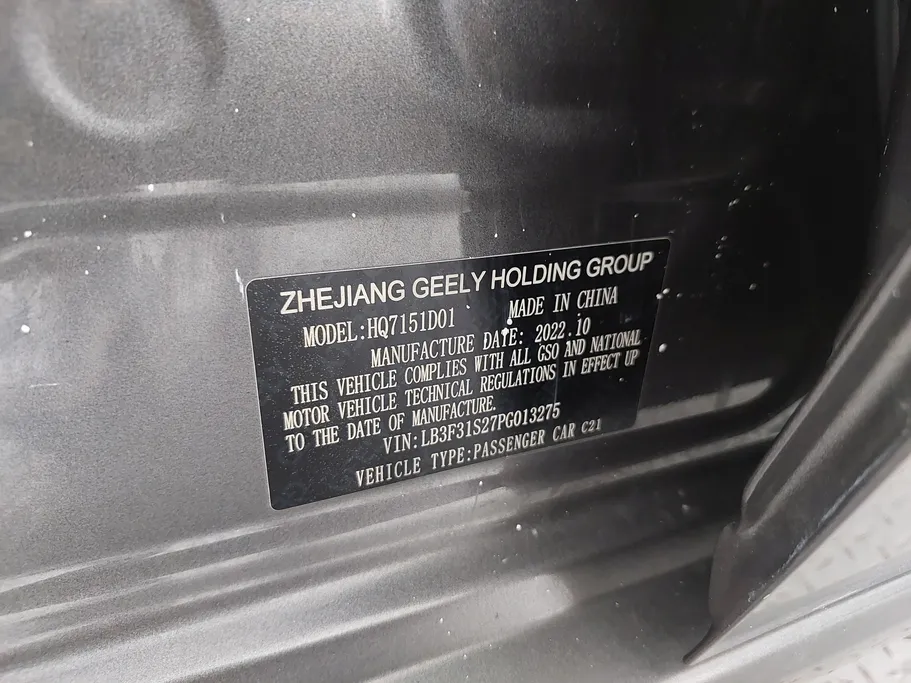 ZHEJIANG GEELY HOLDING GROUP
MODEL:HQ7151D01 MADE IN CHINA
MANUFACTURE DATE: 2022.10
THIS VEHICLE COMPLIES WITH ALL GSO AND NATIONAL
MOTOR VEHICLE TECHNICAL REGULATIONS IN EFFECT UP
TO THE DATE OF MANUFACTURE.
VIN:LB3F31S27PG013275
VEHICLE TYPE:PASSENGER CAR C21